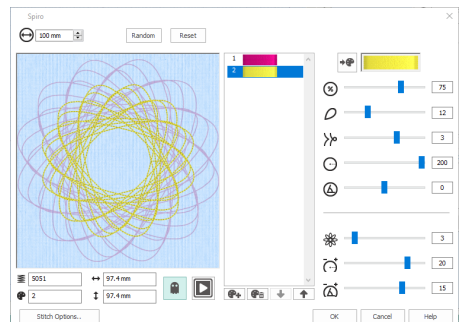 Spiro
100 mm
Random
Reset
1
2
75
12
3
200
0
3
20
15
5051
97.4 mm
2
97.4 mm
Stitch Options..
OK
Cancel
Help